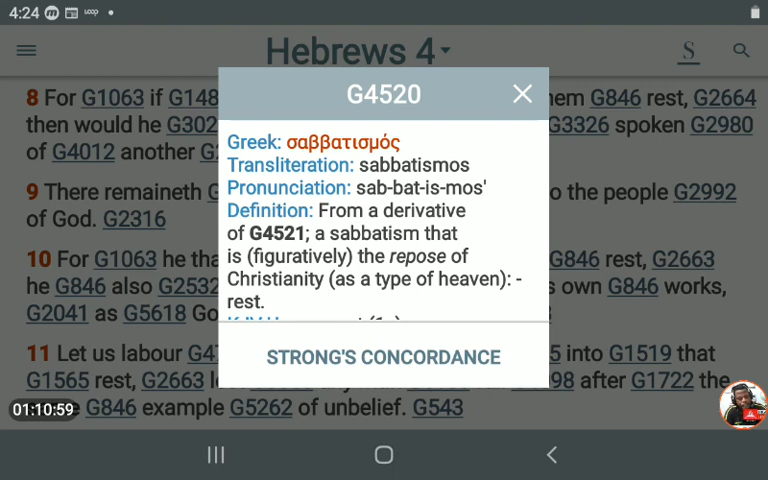 4:24 LOOP
Hebrews 4 S
8 For G1063 if G148 hem G846 rest, G2664
then would he G302 G3326 spoken G2980
of G4012 another G2
9 There remaineth G o the people G2992
of God. G2316
10 For G1063 he tha G846 rest, G2663
he G846 also G2532 s own G846 works,
G2041 as G5618 Go
11 Let us labour G47 5 into G1519 that
G1565 rest, G2663 l 98 after G1722 the
G846 example G5262 of unbelief. G543
G4520
Greek: σαββατισμός
Transliteration: sabbatismos
Pronunciation: sab-bat-is-mos'
Definition: From a derivative
of G4521; a sabbatism that
is (figuratively) the repose of
Christianity (as a type of heaven): -
rest.
STRONG'S CONCORDANCE
01:10:59